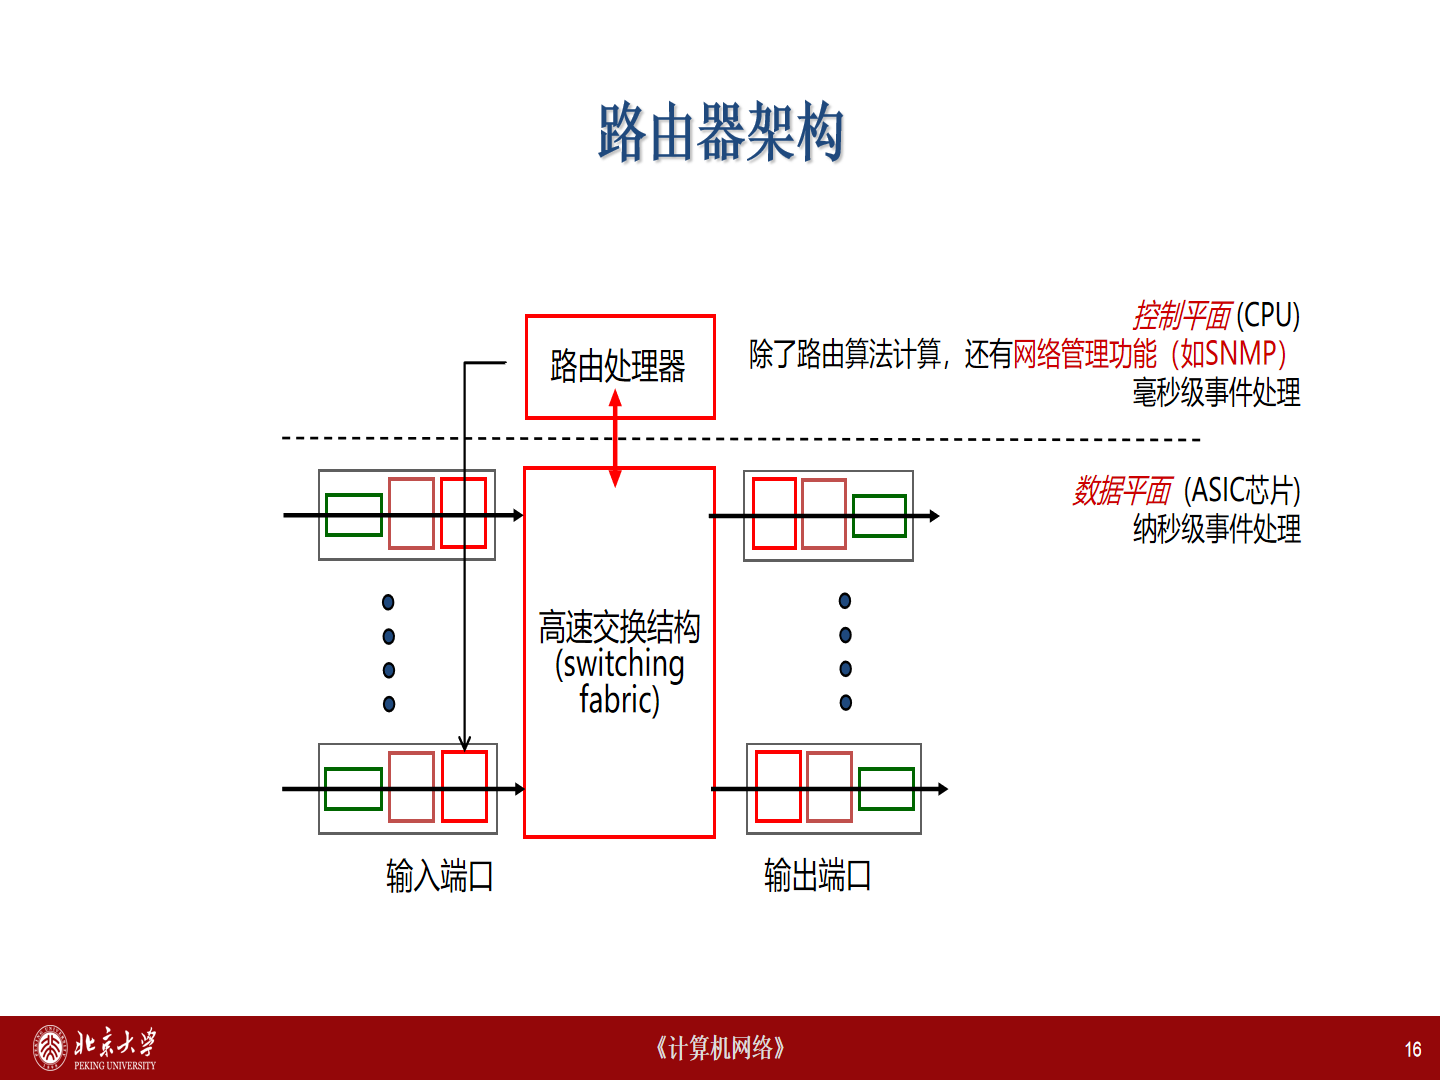 路由器架构
控制平面 (CPU)
除了路由算法计算，还有网络管理功能（如SNMP）
毫秒级事件处理
路由处理器
数据平面 (ASIC芯片)
纳秒级事件处理
高速交换结构
(switching
fabric)
输入端口
输出端口
北京大学
PEKING UNIVERSITY
《计算机网络》
16